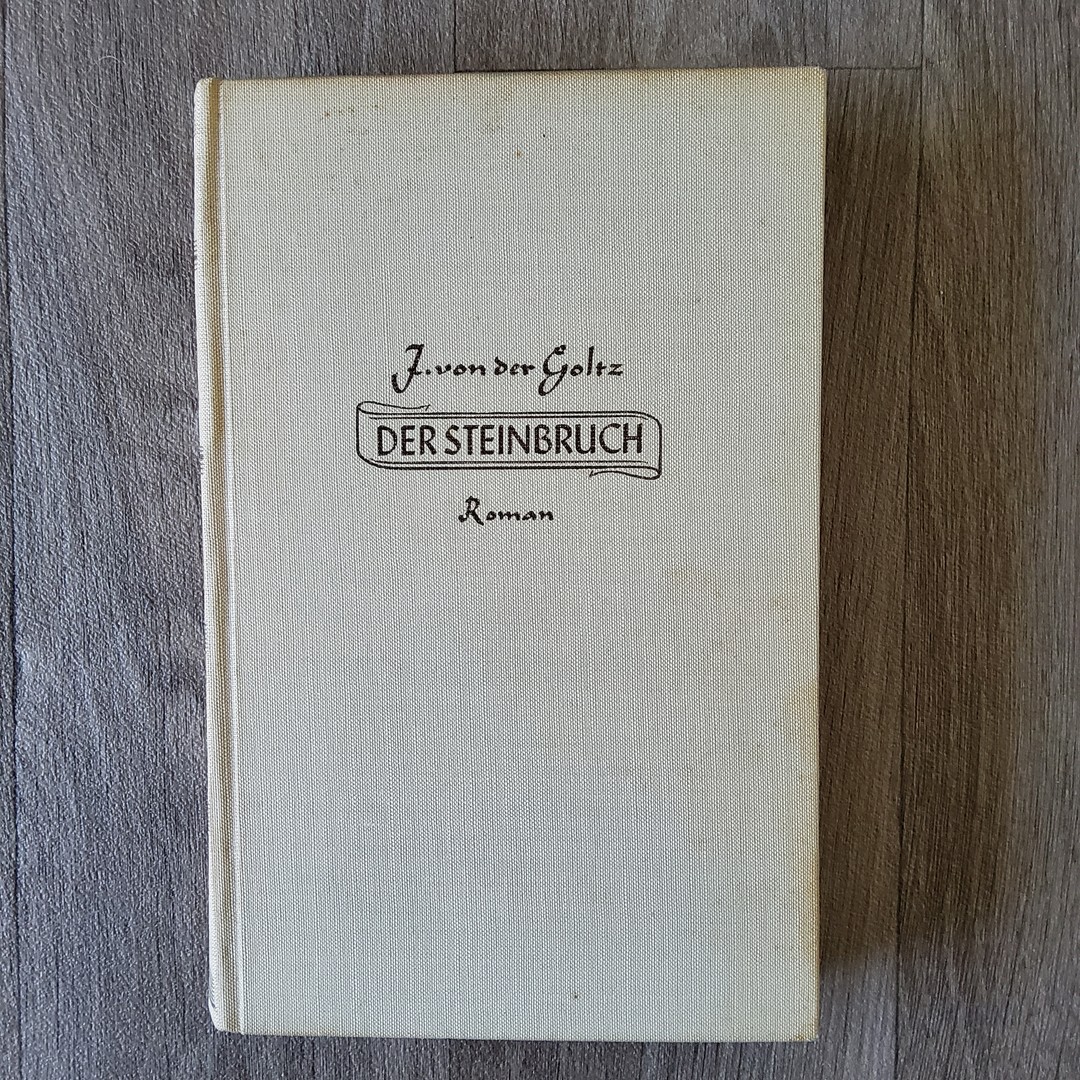 J. von der Goltz
DER STEINBRUCH
Roman